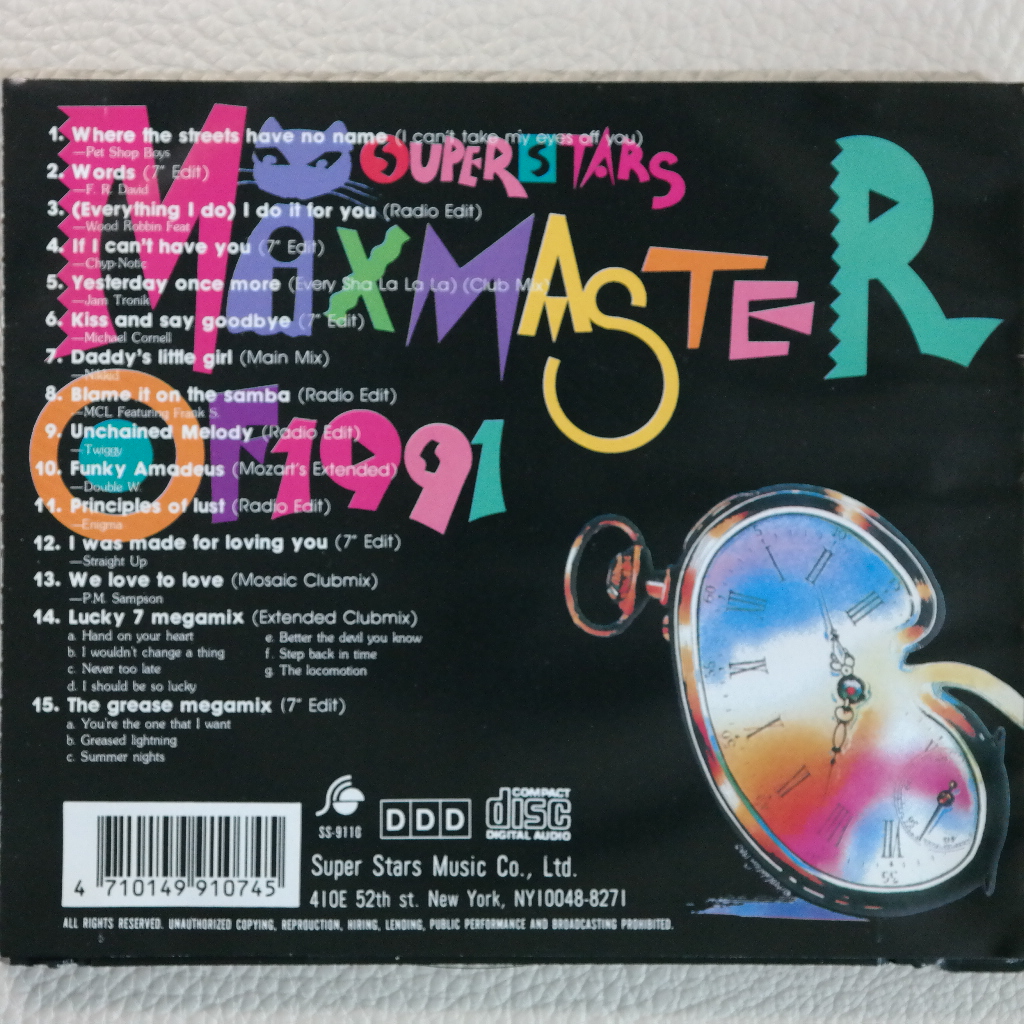 SUPER STARS
MiXMASTER
OF 1991
1. Where the streets have no name (I can't take my eyes off you)
—Pet Shop Boys
2. Words (7" Edit)
—F. R. David
3. (Everything I do) I do it for you (Radio Edit)
—Wood Robbin Feat
4. If I can't have you (7" Edit)
—Chyp-Notic
5. Yesterday once more (Every Sha La La La) (Club Mix)
—Jam Tronik
6. Kiss and say goodbye (7" Edit)
—Michael Cornell
7. Daddy's little girl (Main Mix)
—Nikked
8. Blame it on the samba (Radio Edit)
—MCL Featuring Frank S.
9. Unchained Melody (Radio Edit)
—Twiggy
10. Funky Amadeus (Mozart's Extended)
—Double W.
11. Principles of lust (Radio Edit)
—Enigma
12. I was made for loving you (7" Edit)
—Straight Up
13. We love to love (Mosaic Clubmix)
—P.M. Sampson
14. Lucky 7 megamix (Extended Clubmix)
a. Hand on your heart
b. I wouldn't change a thing
c. Never too late
d. I should be so lucky
e. Better the devil you know
f. Step back in time
g. The locomotion
15. The grease megamix (7" Edit)
a. You're the one that I want
b. Greased lightning
c. Summer nights
SS-9110
DDD
COMPACT
disc
DIGITAL AUDIO
4 710149 910745
Super Stars Music Co., Ltd.
410E 52th st. New York, NY10048-8271
ALL RIGHTS RESERVED. UNAUTHORIZED COPYING, REPRODUCTION, HIRING, LENDING, PUBLIC PERFORMANCE AND BROADCASTING PROHIBITED.